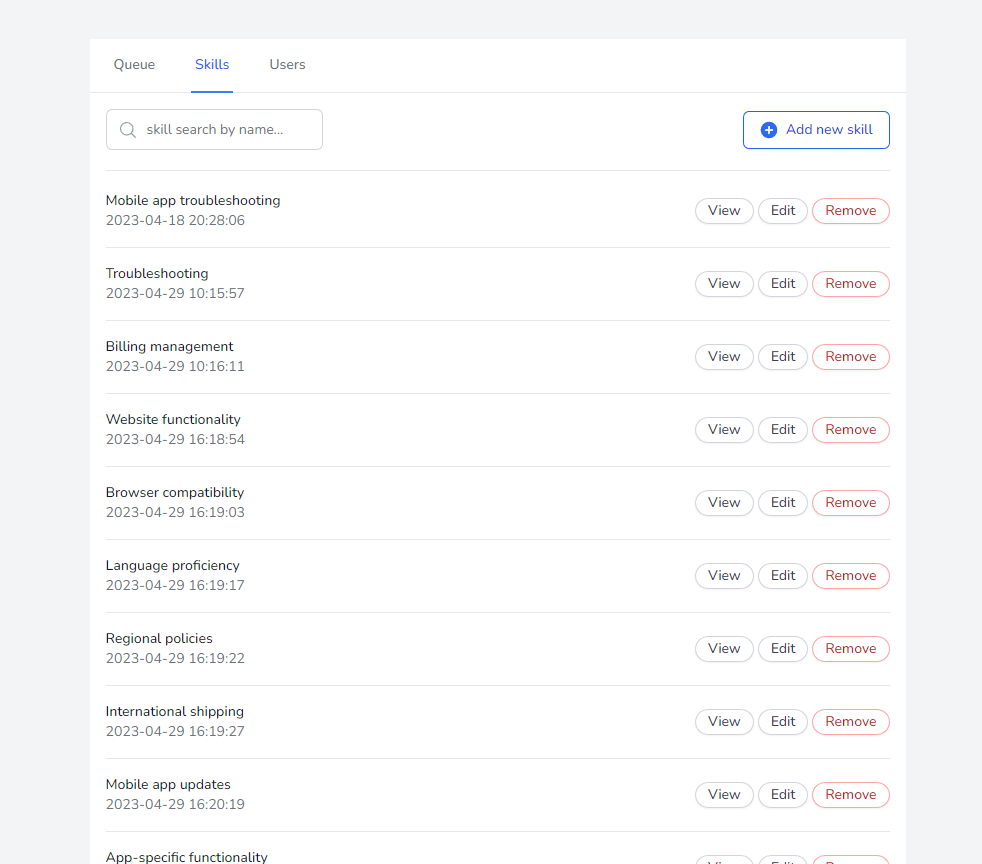 Queue Skills Users
skill search by name... Add new skill
Mobile app troubleshooting
2023-04-18 20:28:06
View Edit Remove
Troubleshooting
2023-04-29 10:15:57
View Edit Remove
Billing management
2023-04-29 10:16:11
View Edit Remove
Website functionality
2023-04-29 16:18:54
View Edit Remove
Browser compatibility
2023-04-29 16:19:03
View Edit Remove
Language proficiency
2023-04-29 16:19:17
View Edit Remove
Regional policies
2023-04-29 16:19:22
View Edit Remove
International shipping
2023-04-29 16:19:27
View Edit Remove
Mobile app updates
2023-04-29 16:20:19
View Edit Remove
App-specific functionality